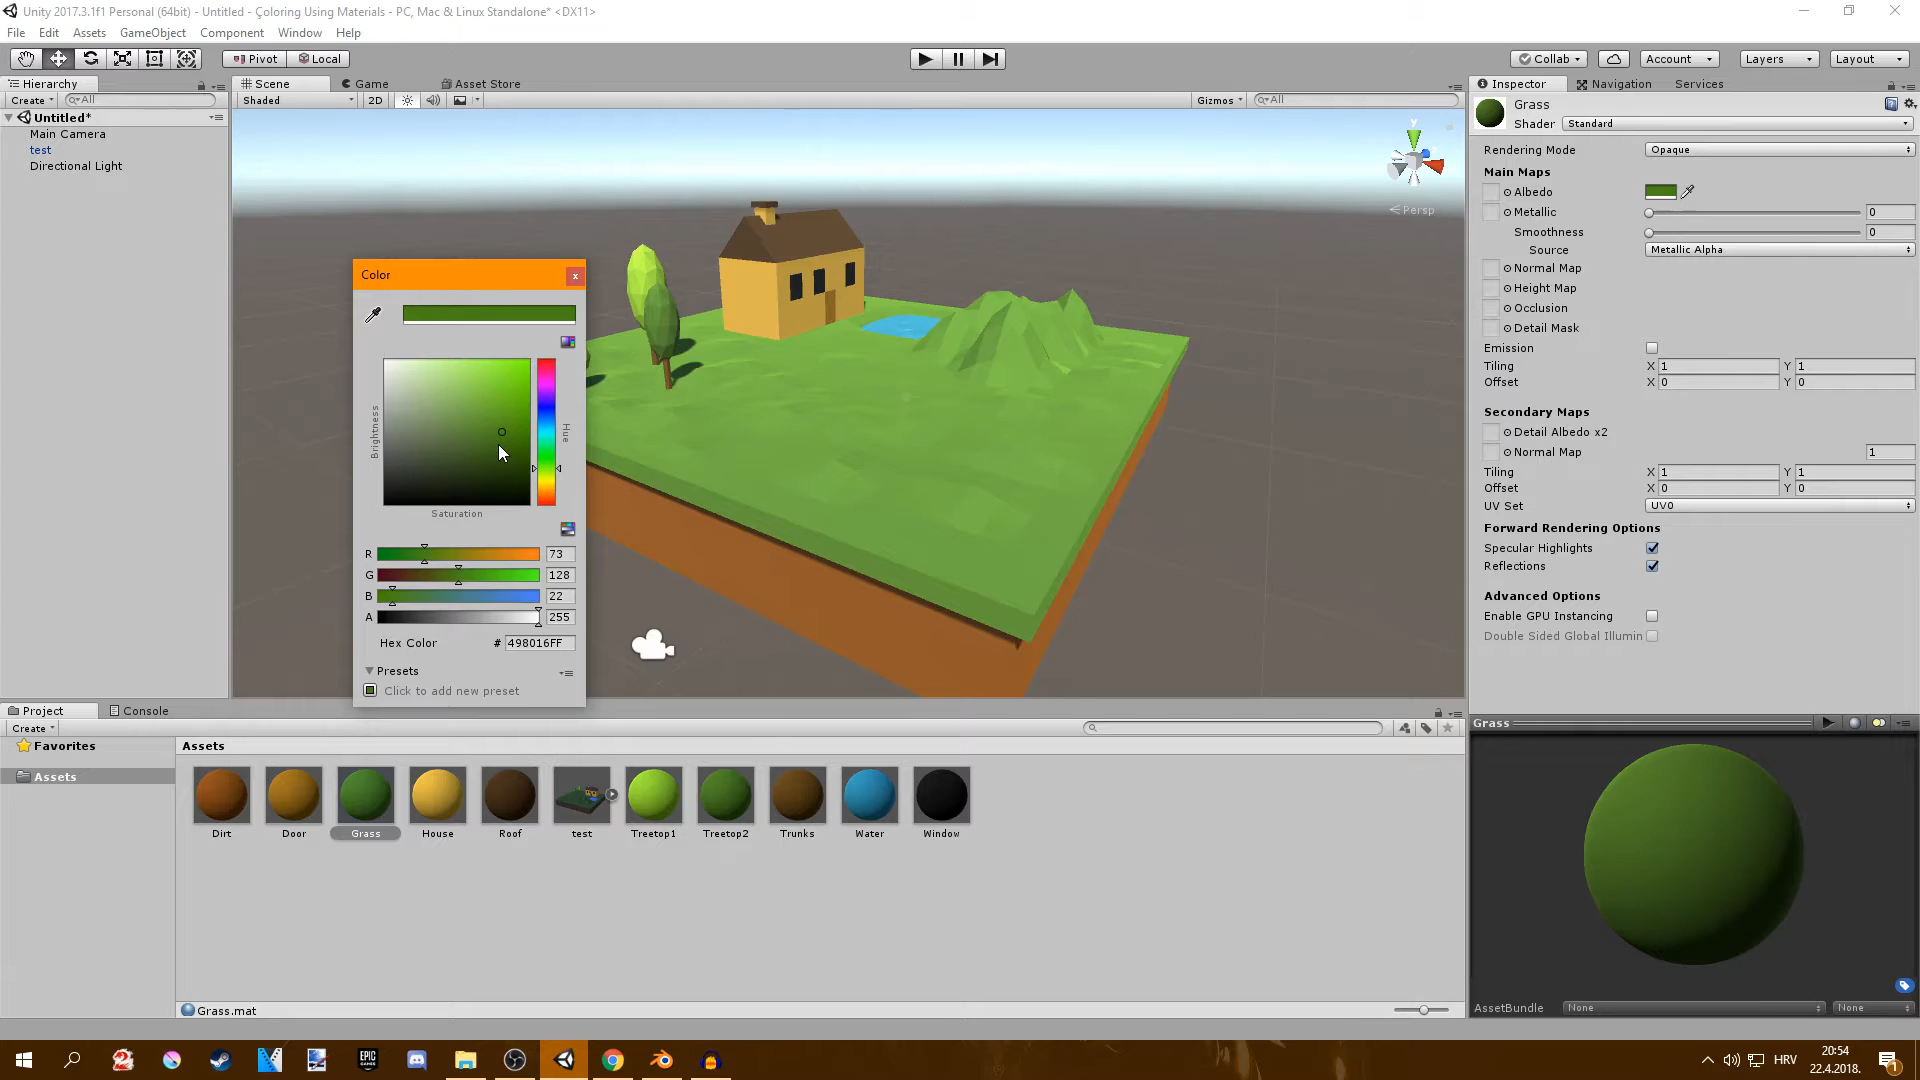 Unity 2017.3.1f1 Personal (64bit) - Untitled - Çoloring Using Materials - PC, Mac & Linux Standalone* <DX11>
File Edit Assets GameObject Component Window Help
Pivot Local Collab Account Layers Layout
Hierarchy Scene Game Asset Store Inspector Navigation Services
Create All Shaded 2D Gizmos All
Untitled*
Main Camera
test
Directional Light
y
Persp
Grass
Shader Standard
Rendering Mode Opaque
Main Maps
Albedo
Metallic 0
Smoothness 0
Source Metallic Alpha
Normal Map
Height Map
Occlusion
Detail Mask
Emission
Tiling X 1 Y 1
Offset X 0 Y 0
Secondary Maps
Detail Albedo x2
Normal Map 1
Tiling X 1 Y 1
Offset X 0 Y 0
UV Set UV0
Forward Rendering Options
Specular Highlights
Reflections
Advanced Options
Enable GPU Instancing
Double Sided Global Illumin
Color x
Brightness
Hue
Saturation
R 73
G 128
B 22
A 255
Hex Color # 498016FF
Presets
Click to add new preset
Project Console
Create
Favorites
Assets
Assets
Dirt Door Grass House Roof test Treetop1 Treetop2 Trunks Water Window
Grass.mat
Grass
AssetBundle None None
EPIC GAMES
HRV
20:54
22.4.2018.
1